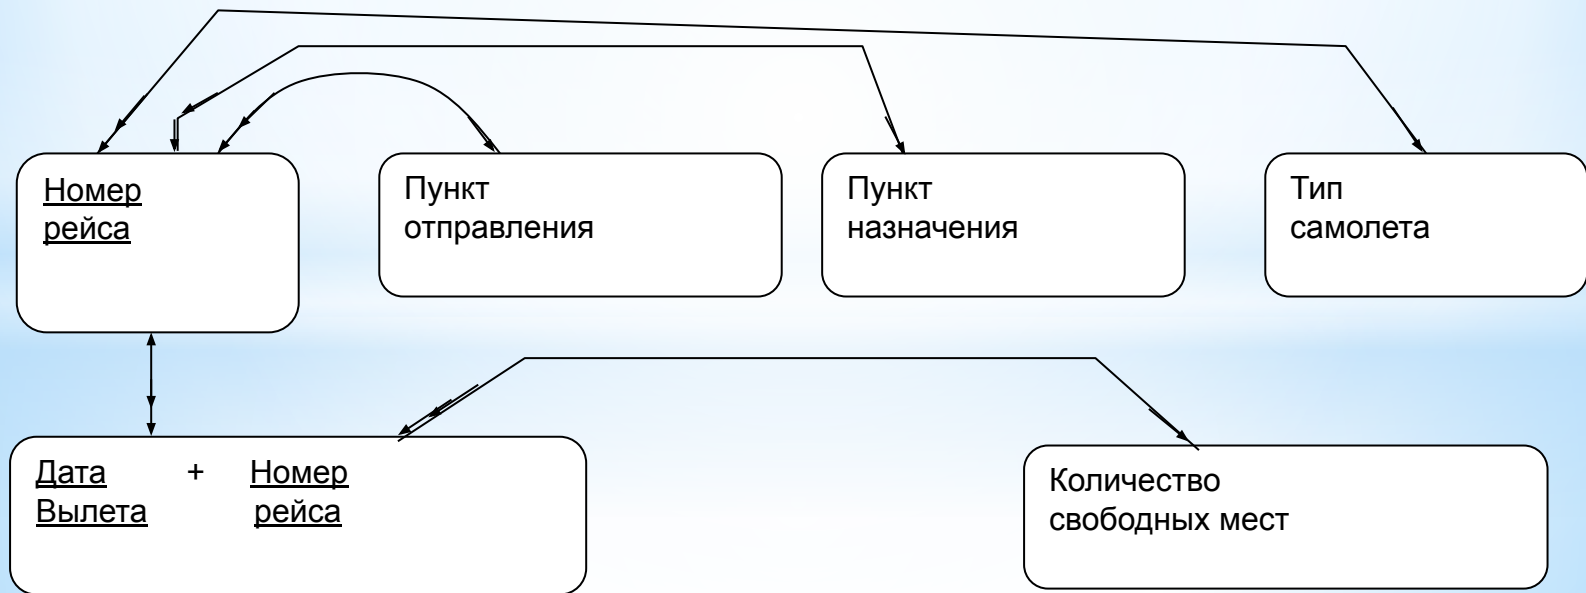 Номер
рейса
Пункт
отправления
Пункт
назначения
Тип
самолета
Дата + Номер
Вылета рейса
Количество
свободных мест